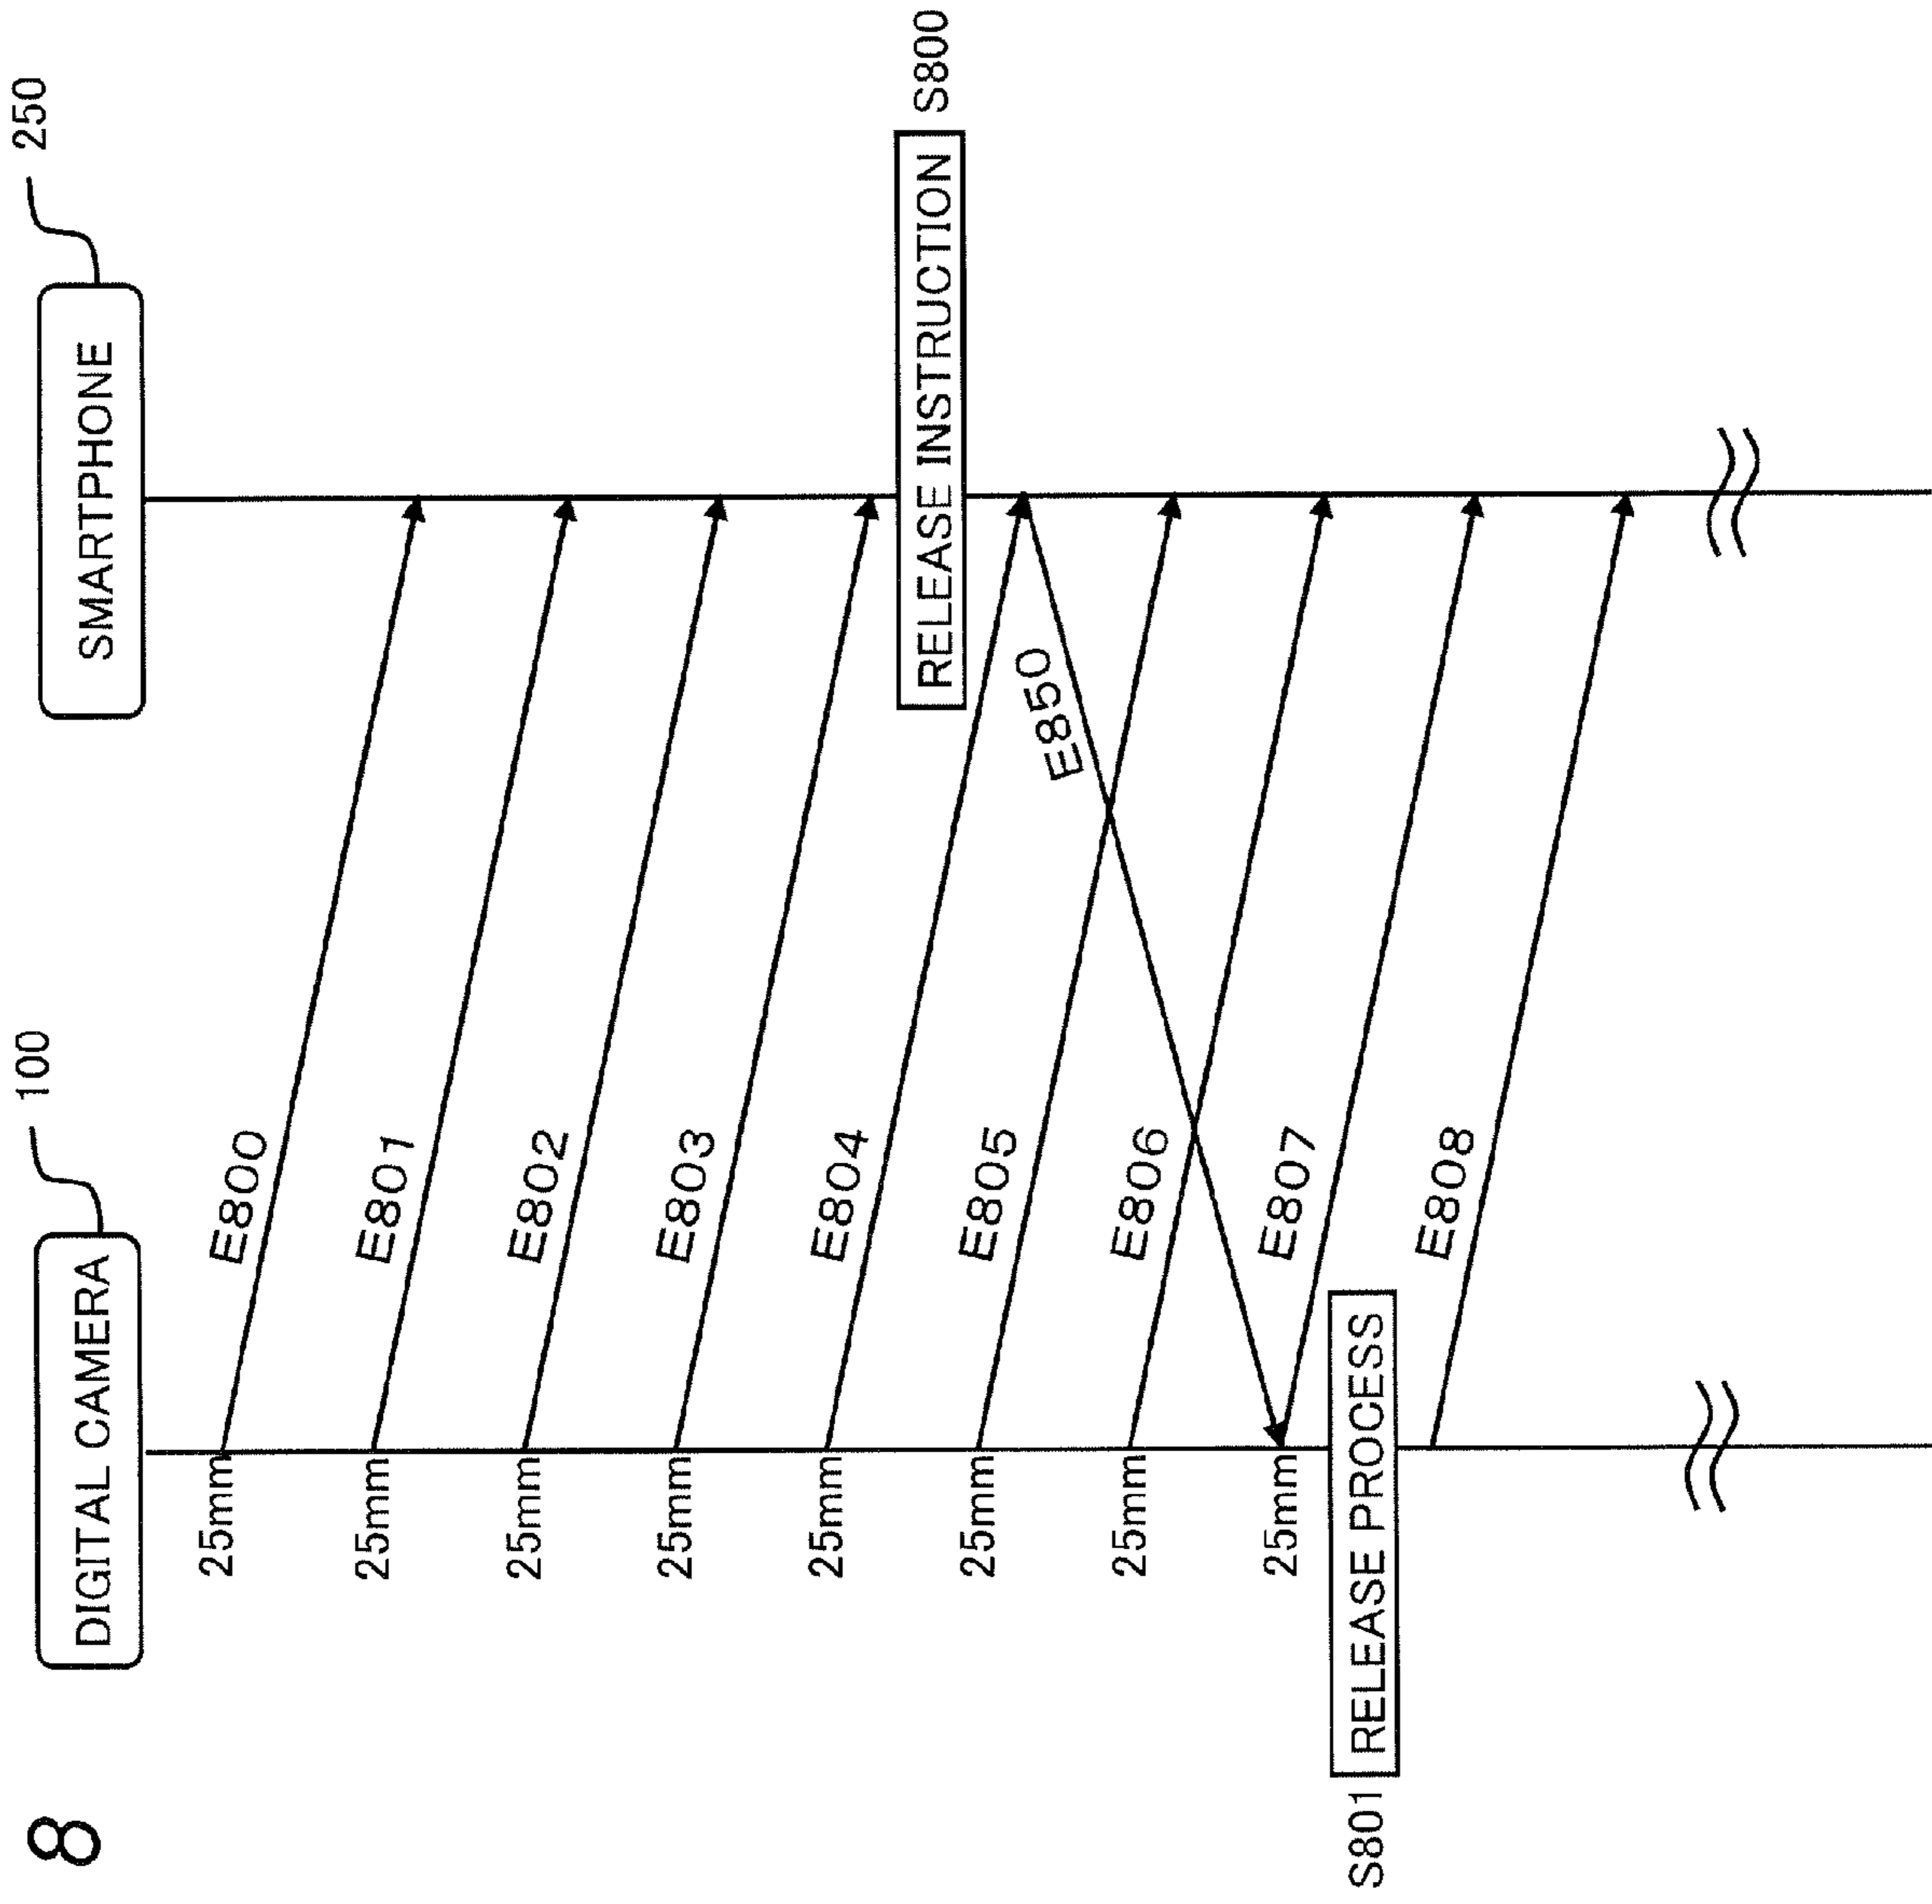 8
100
250
DIGITAL CAMERA
SMARTPHONE
25mm
E800
25mm
E801
25mm
E802
25mm
E803
25mm
E804
RELEASE INSTRUCTION
S800
25mm
E805
E850
25mm
E806
25mm
E807
S801
RELEASE PROCESS
E808